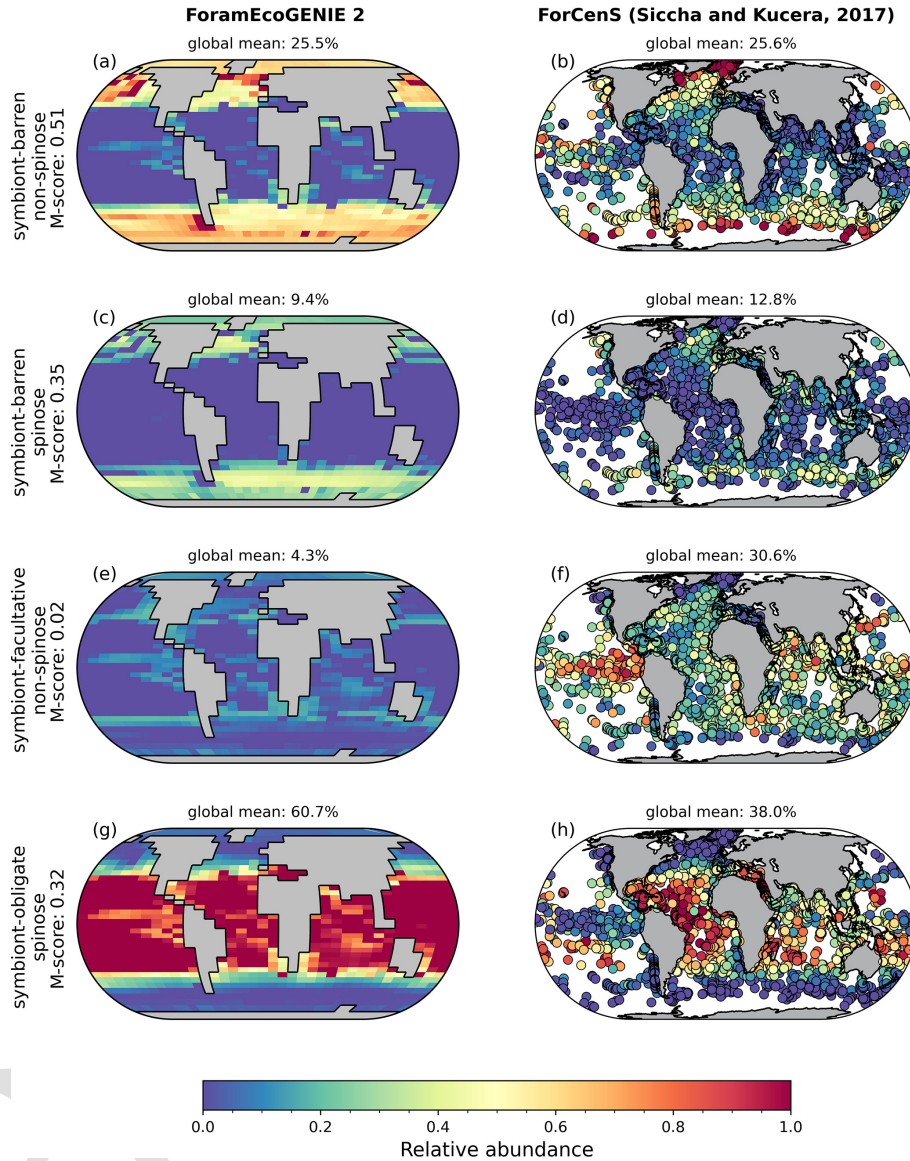 ForamEcoGENIE 2
ForCenS (Siccha and Kucera, 2017)
global mean: 25.5%
global mean: 25.6%
(a)
(b)
symbiont-barren
non-spinose
M-score: 0.51
global mean: 9.4%
global mean: 12.8%
(c)
(d)
symbiont-barren
spinose
M-score: 0.35
global mean: 4.3%
global mean: 30.6%
(e)
(f)
symbiont-facultative
non-spinose
M-score: 0.02
global mean: 60.7%
global mean: 38.0%
(g)
(h)
symbiont-obligate
spinose
M-score: 0.32
0.0 0.2 0.4 0.6 0.8 1.0
Relative abundance